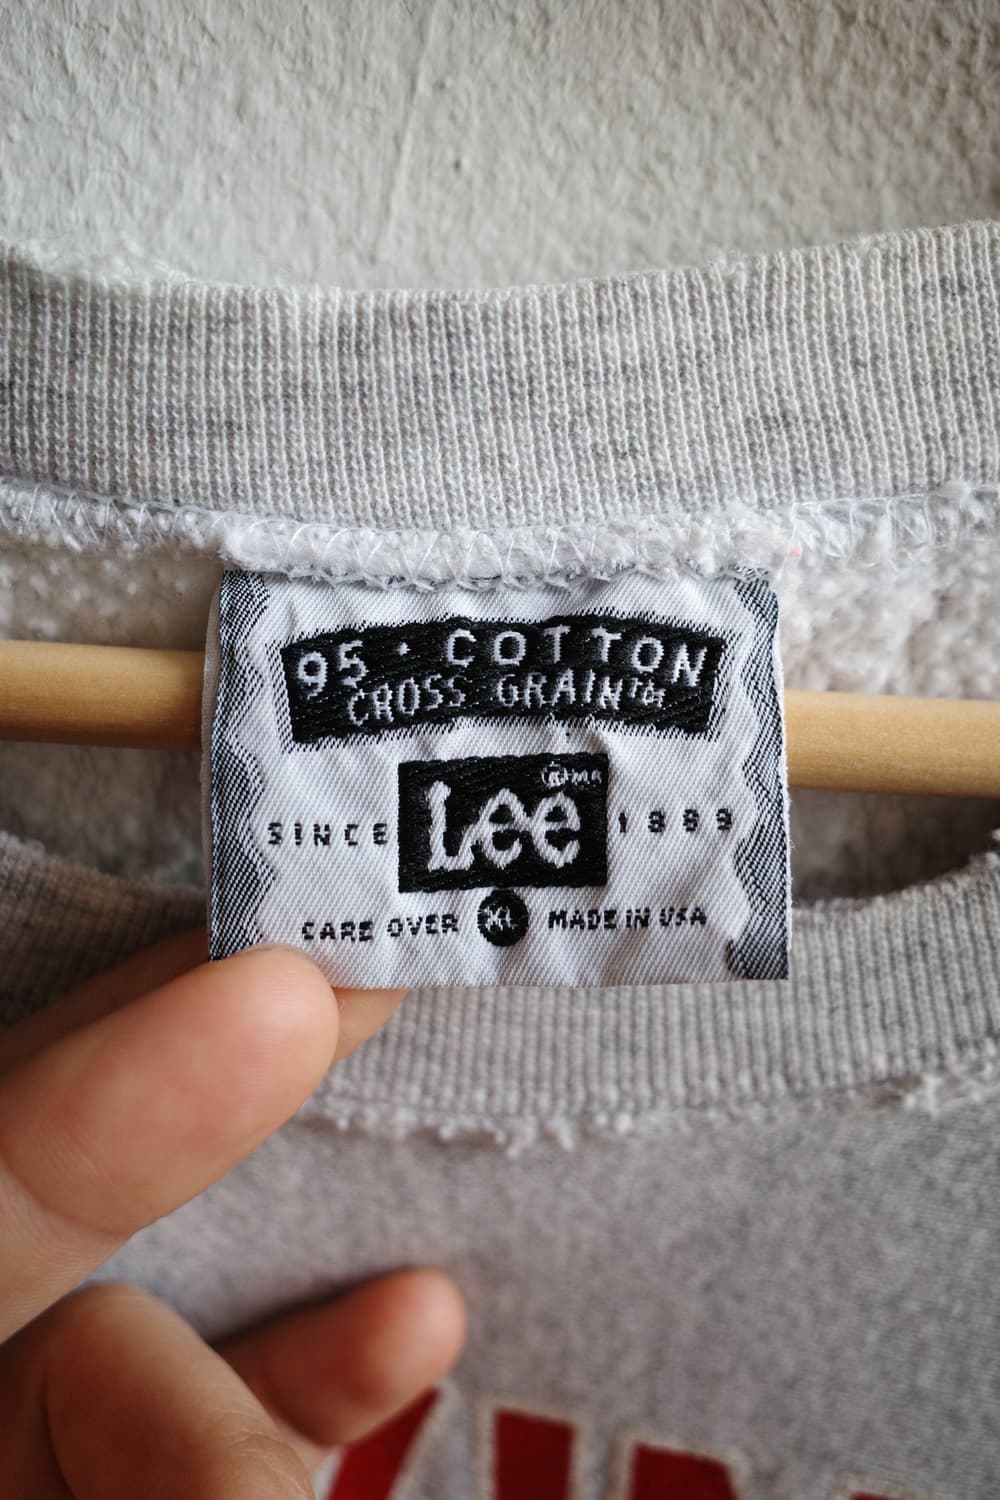 95 · COTTON
CROSS GRAIN
Lee
SINCE 1889
CARE OVER XL MADE IN USA